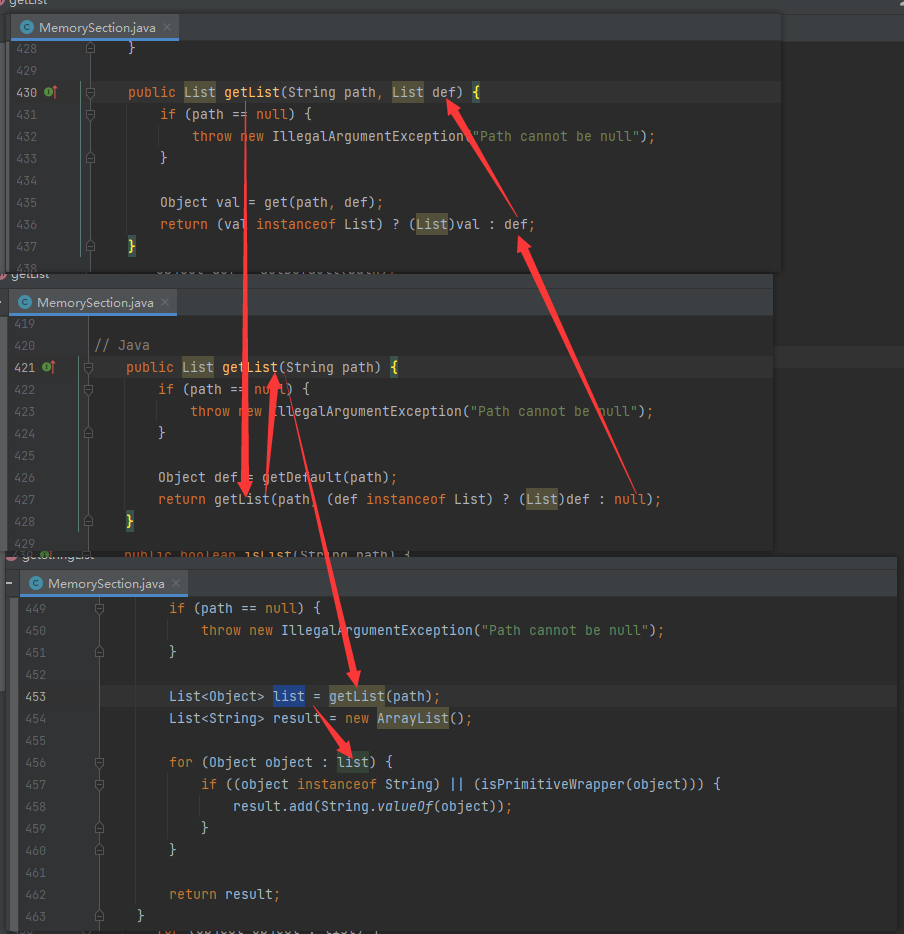 getList
MemorySection.java
428 }
429
430 public List getList(String path, List def) {
431 if (path == null) {
432 throw new IllegalArgumentException("Path cannot be null");
433 }
434
435 Object val = get(path, def);
436 return (val instanceof List) ? (List)val : def;
437 }
438
getList
MemorySection.java
419
420 // Java
421 public List getList(String path) {
422 if (path == null) {
423 throw new IllegalArgumentException("Path cannot be null");
424 }
425
426 Object def = getDefault(path);
427 return getList(path, (def instanceof List) ? (List)def : null);
428 }
429
430 public boolean isList(String path) {
getStringList
MemorySection.java
449 if (path == null) {
450 throw new IllegalArgumentException("Path cannot be null");
451 }
452
453 List<Object> list = getList(path);
454 List<String> result = new ArrayList();
455
456 for (Object object : list) {
457 if ((object instanceof String) || (isPrimitiveWrapper(object))) {
458 result.add(String.valueOf(object));
459 }
460 }
461
462 return result;
463 }